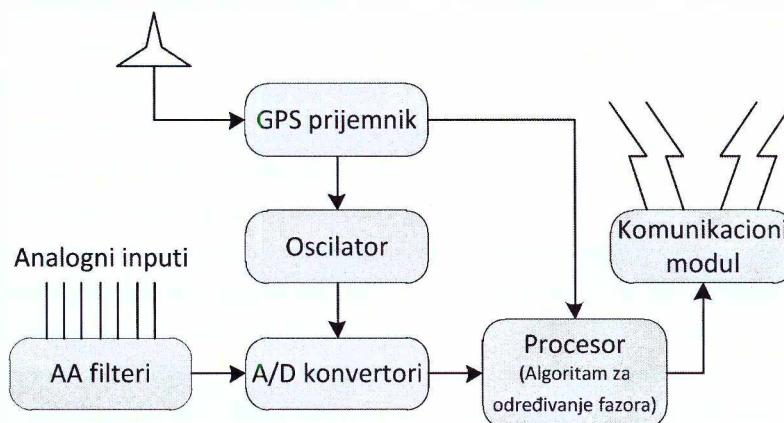 GPS prijemnik
Oscilator
Komunikacioni
modul
Analogni inputi
AA filteri
A/D konvertori
Procesor
(Algoritam za
određivanje fazora)